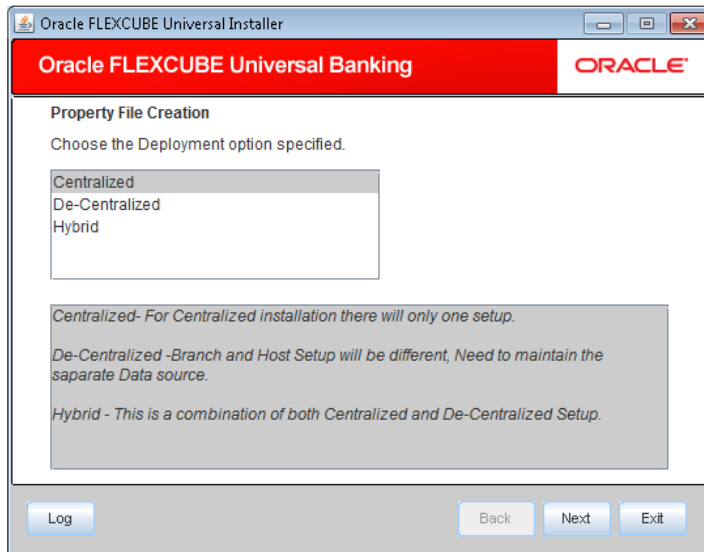 Oracle FLEXCUBE Universal Installer
Oracle FLEXCUBE Universal Banking
ORACLE
Property File Creation
Choose the Deployment option specified.
Centralized
De-Centralized
Hybrid
Centralized- For Centralized installation there will only one setup.
De-Centralized -Branch and Host Setup will be different, Need to maintain the
saparate Data source.
Hybrid - This is a combination of both Centralized and De-Centralized Setup.
Log
Back
Next
Exit